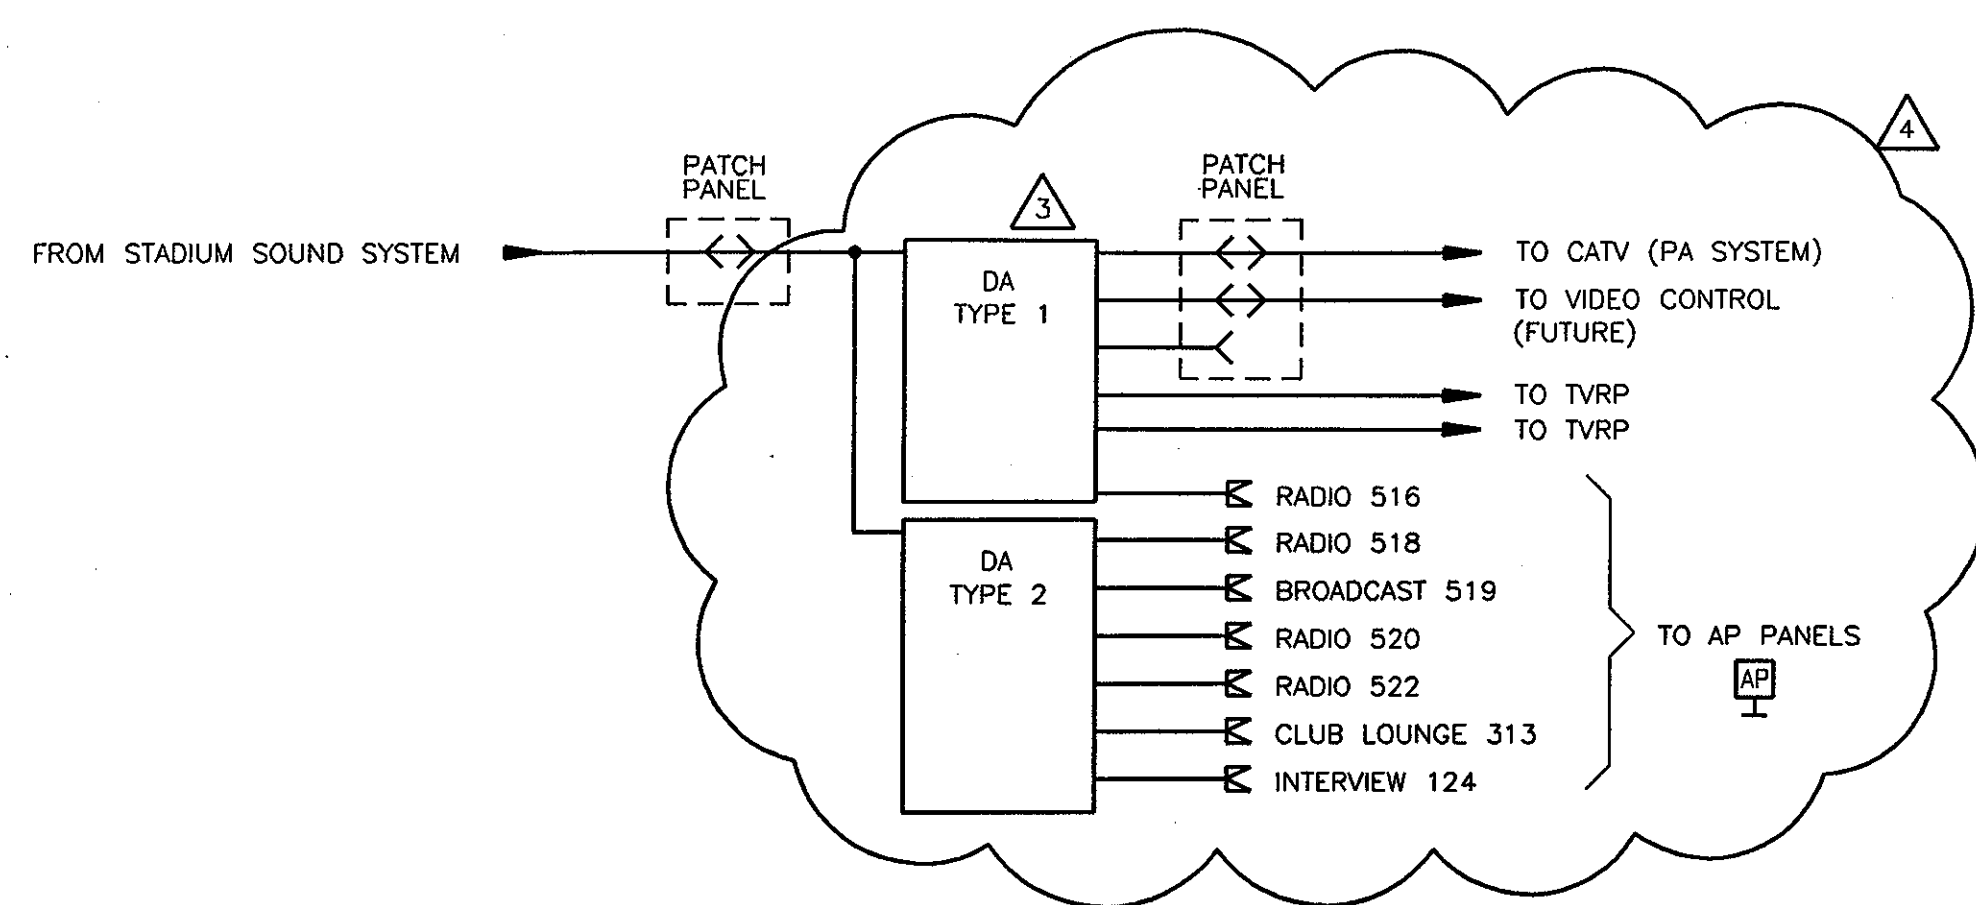 4
PATCH
PANEL
3
PATCH
PANEL
FROM STADIUM SOUND SYSTEM
DA
TYPE 1
TO CATV (PA SYSTEM)
TO VIDEO CONTROL
(FUTURE)
TO TVRP
TO TVRP
RADIO 516
DA
TYPE 2
RADIO 518
BROADCAST 519
RADIO 520
RADIO 522
CLUB LOUNGE 313
INTERVIEW 124
TO AP PANELS
AP